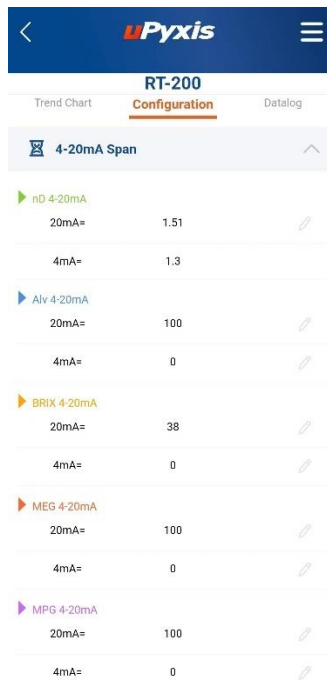 uPyxis
RT-200
Trend Chart Configuration Datalog
4-20mA Span
nD 4-20mA
20mA= 1.51
4mA= 1.3
Alv 4-20mA
20mA= 100
4mA= 0
BRIX 4-20mA
20mA= 38
4mA= 0
MEG 4-20mA
20mA= 100
4mA= 0
MPG 4-20mA
20mA= 100
4mA= 0